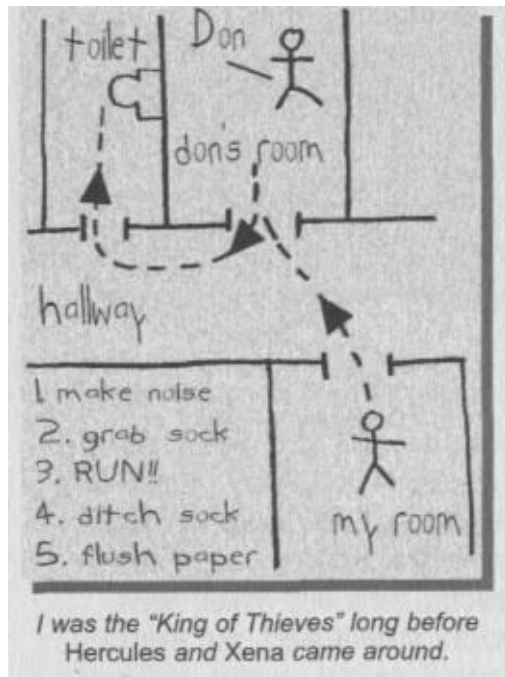 toilet
Don
don's room
hallway
1 make noise
2. grab sock
3. RUN!!
4. ditch sock
5. flush paper
my room
I was the "King of Thieves" long before
Hercules and Xena came around.